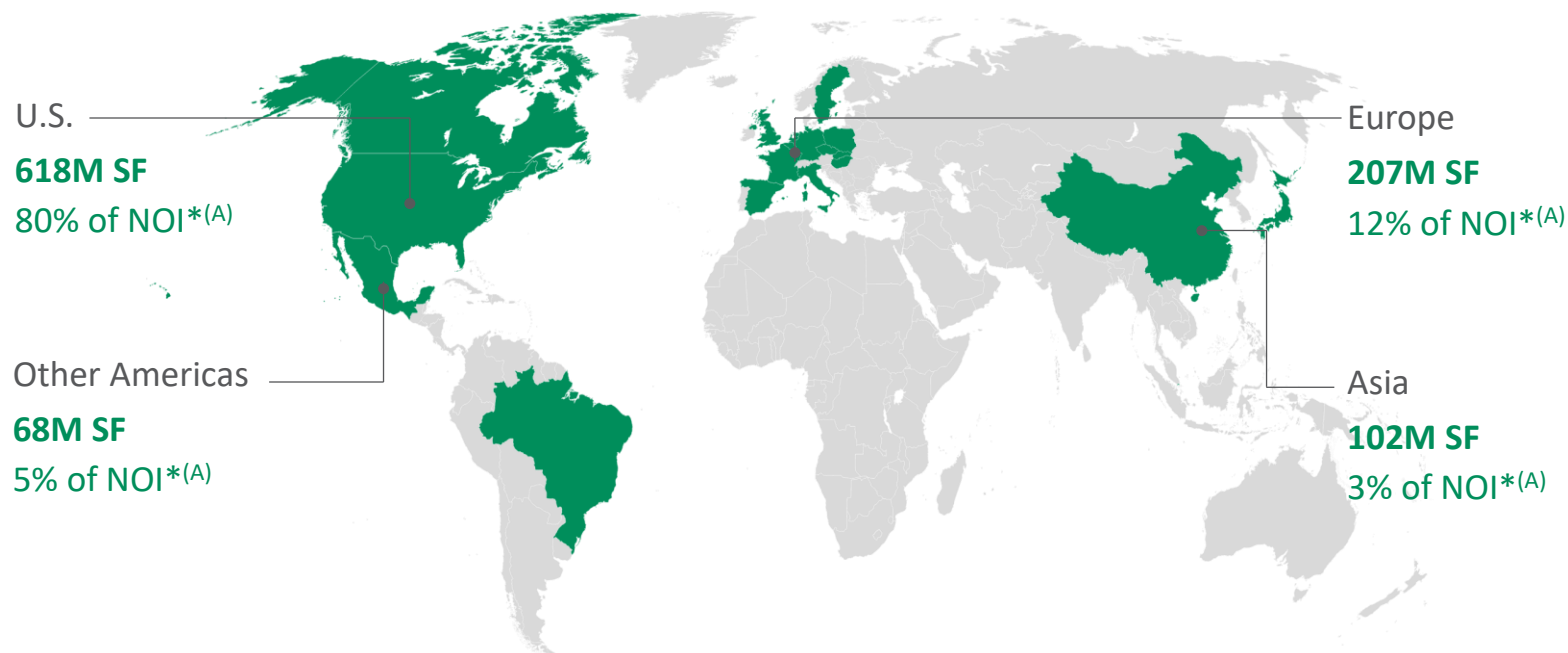 U.S.
618M SF
80% of NOI*(A)
Other Americas
68M SF
5% of NOI*(A)
Europe
207M SF
12% of NOI*(A)
Asia
102M SF
3% of NOI*(A)